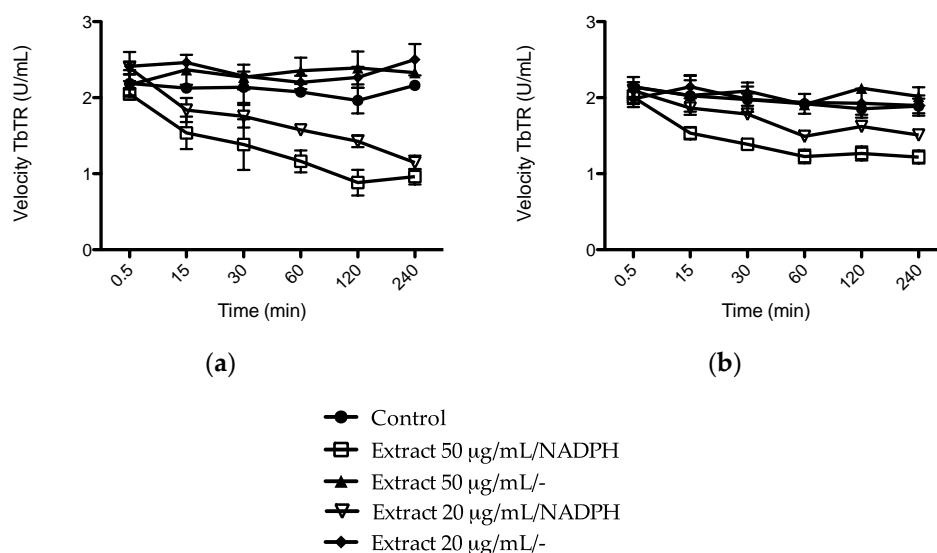 3
2
1
0
Velocity TbTR (U/mL)
0.5
15
30
60
120
240
Time (min)
(a)
3
2
1
0
Velocity TbTR (U/mL)
0.5
15
30
60
120
240
Time (min)
(b)
Control
Extract 50 µg/mL/NADPH
Extract 50 µg/mL/-
Extract 20 µg/mL/NADPH
Extract 20 µg/mL/-